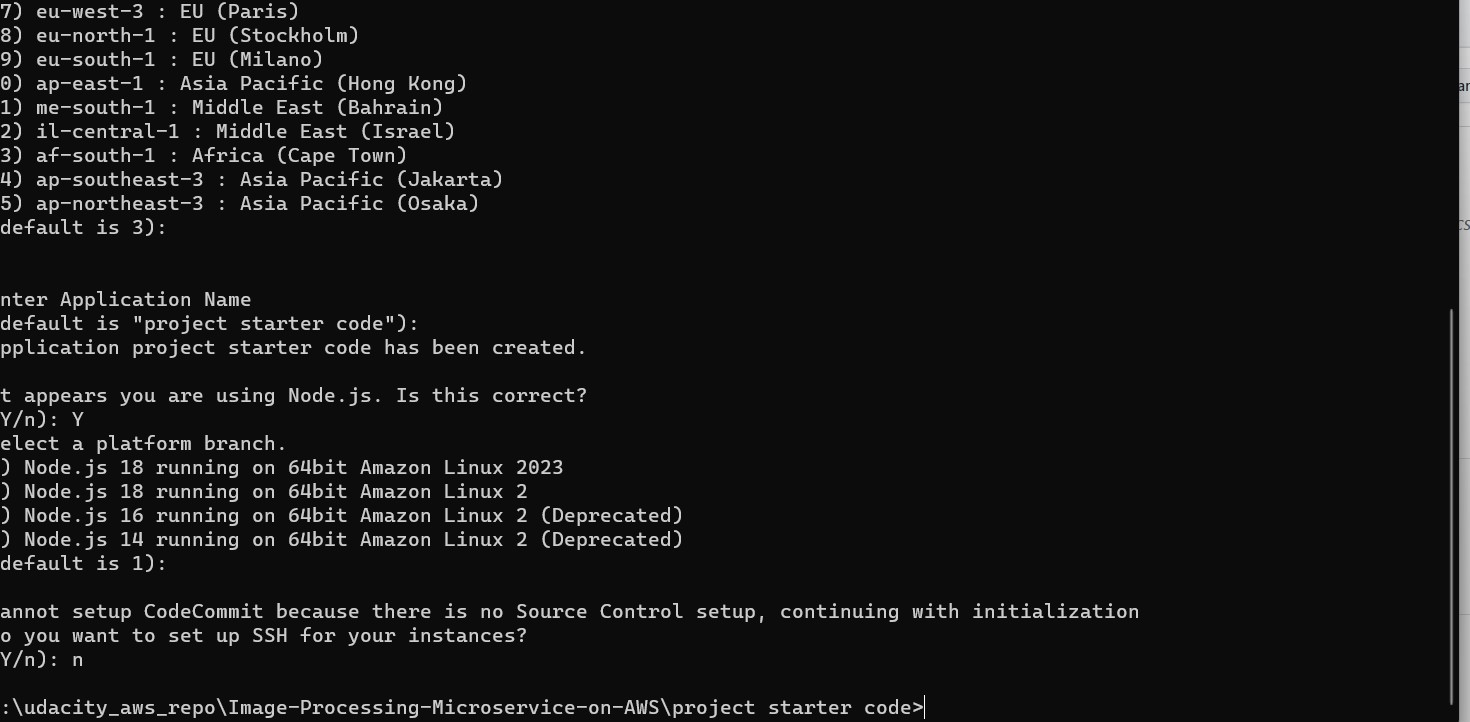 7) eu-west-3 : EU (Paris)
8) eu-north-1 : EU (Stockholm)
9) eu-south-1 : EU (Milano)
0) ap-east-1 : Asia Pacific (Hong Kong)
1) me-south-1 : Middle East (Bahrain)
2) il-central-1 : Middle East (Israel)
3) af-south-1 : Africa (Cape Town)
4) ap-southeast-3 : Asia Pacific (Jakarta)
5) ap-northeast-3 : Asia Pacific (Osaka)
default is 3):
nter Application Name
default is "project starter code"):
pplication project starter code has been created.
t appears you are using Node.js. Is this correct?
Y/n): Y
elect a platform branch.
) Node.js 18 running on 64bit Amazon Linux 2023
) Node.js 18 running on 64bit Amazon Linux 2
) Node.js 16 running on 64bit Amazon Linux 2 (Deprecated)
) Node.js 14 running on 64bit Amazon Linux 2 (Deprecated)
default is 1):
annot setup CodeCommit because there is no Source Control setup, continuing with initialization
o you want to set up SSH for your instances?
Y/n): n
:\udacity_aws_repo\Image-Processing-Microservice-on-AWS\project starter code>